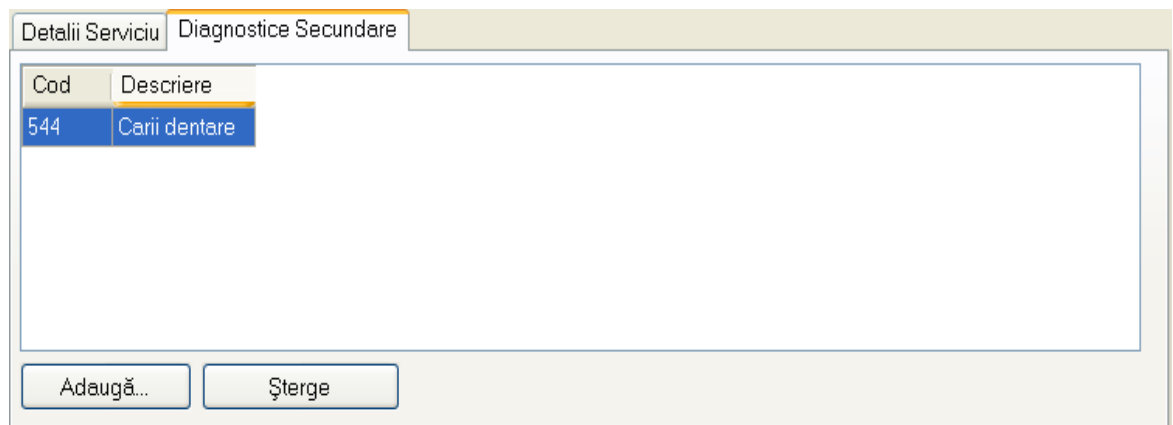 Detalii Serviciu Diagnostice Secundare
Cod Descriere
544 Carii dentare
Adaugă... Şterge